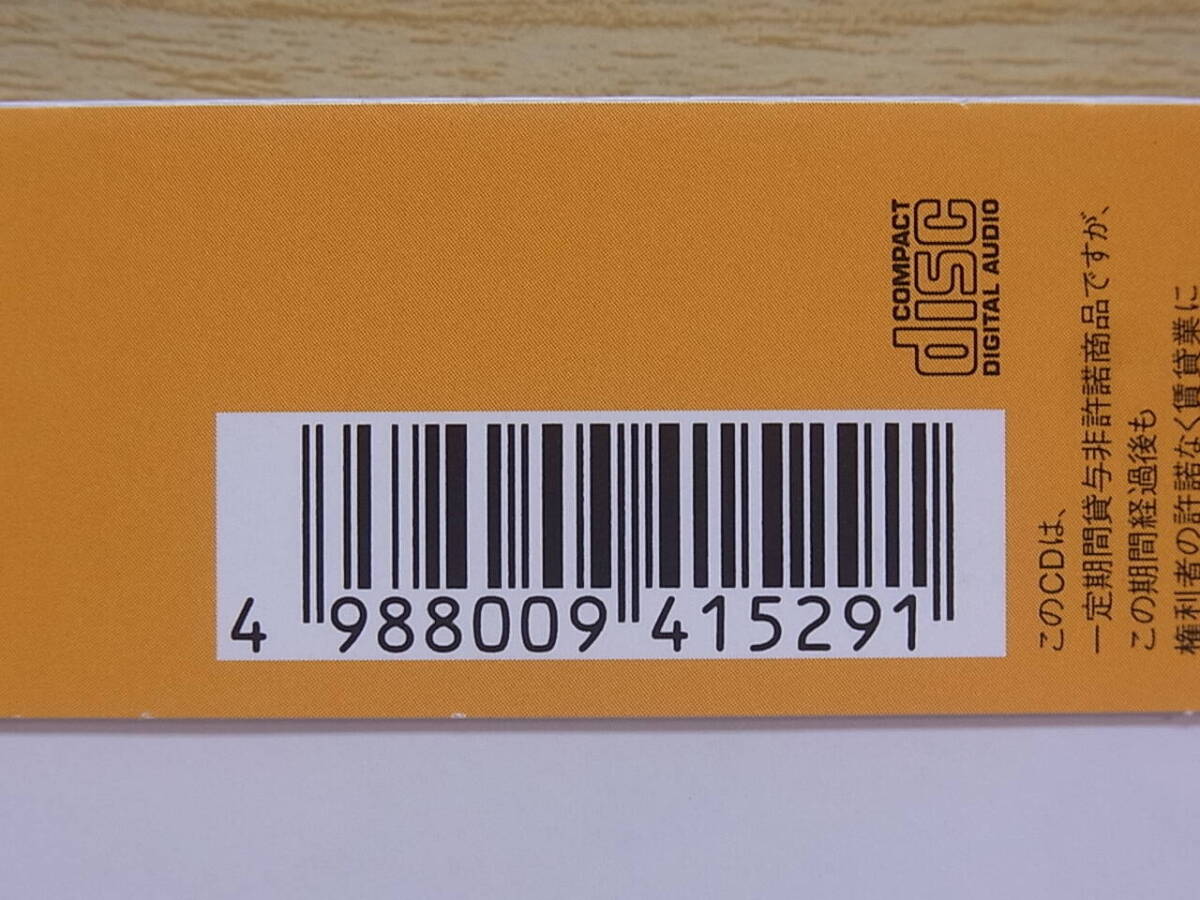 COMPACT
disc
DIGITAL AUDIO
4 988009 415291
このCDは、
一定期間貸与非許諾商品ですが、
この期間経過後も
権利者の許諾なく賃貸業に